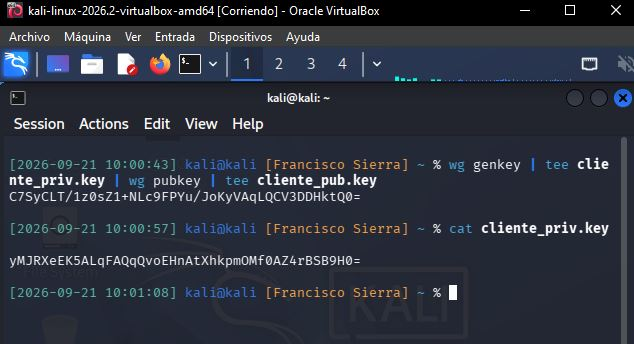 kali-linux-2026.2-virtualbox-amd64 [Corriendo] - Oracle VirtualBox
Archivo Máquina Ver Entrada Dispositivos Ayuda
1 2 3 4
kali@kali: ~
Session Actions Edit View Help
[2026-09-21 10:00:43] kali@kali [Francisco Sierra] ~ % wg genkey | tee clie
nte_priv.key | wg pubkey | tee cliente_pub.key
C7SyCLT/1z0sZ1+NLc9FPYu/JoKyVAqLQCV3DDHktQ0=
[2026-09-21 10:00:57] kali@kali [Francisco Sierra] ~ % cat cliente_priv.key
yMJRXeEK5ALqFAQqQvoEHnAtXhkpmOMf0AZ4rBSB9H0=
[2026-09-21 10:01:08] kali@kali [Francisco Sierra] ~ %
KALI